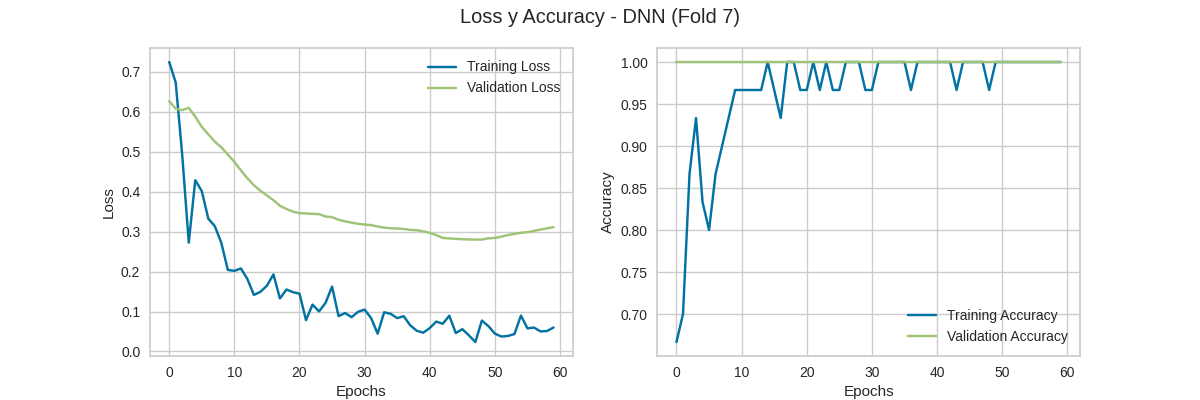 Loss y Accuracy - DNN (Fold 7)
Training Loss
Validation Loss
0.7
0.6
0.5
0.4
0.3
0.2
0.1
0.0
Loss
0 10 20 30 40 50 60
Epochs
1.00
0.95
0.90
0.85
0.80
0.75
0.70
Accuracy
Training Accuracy
Validation Accuracy
0 10 20 30 40 50 60
Epochs